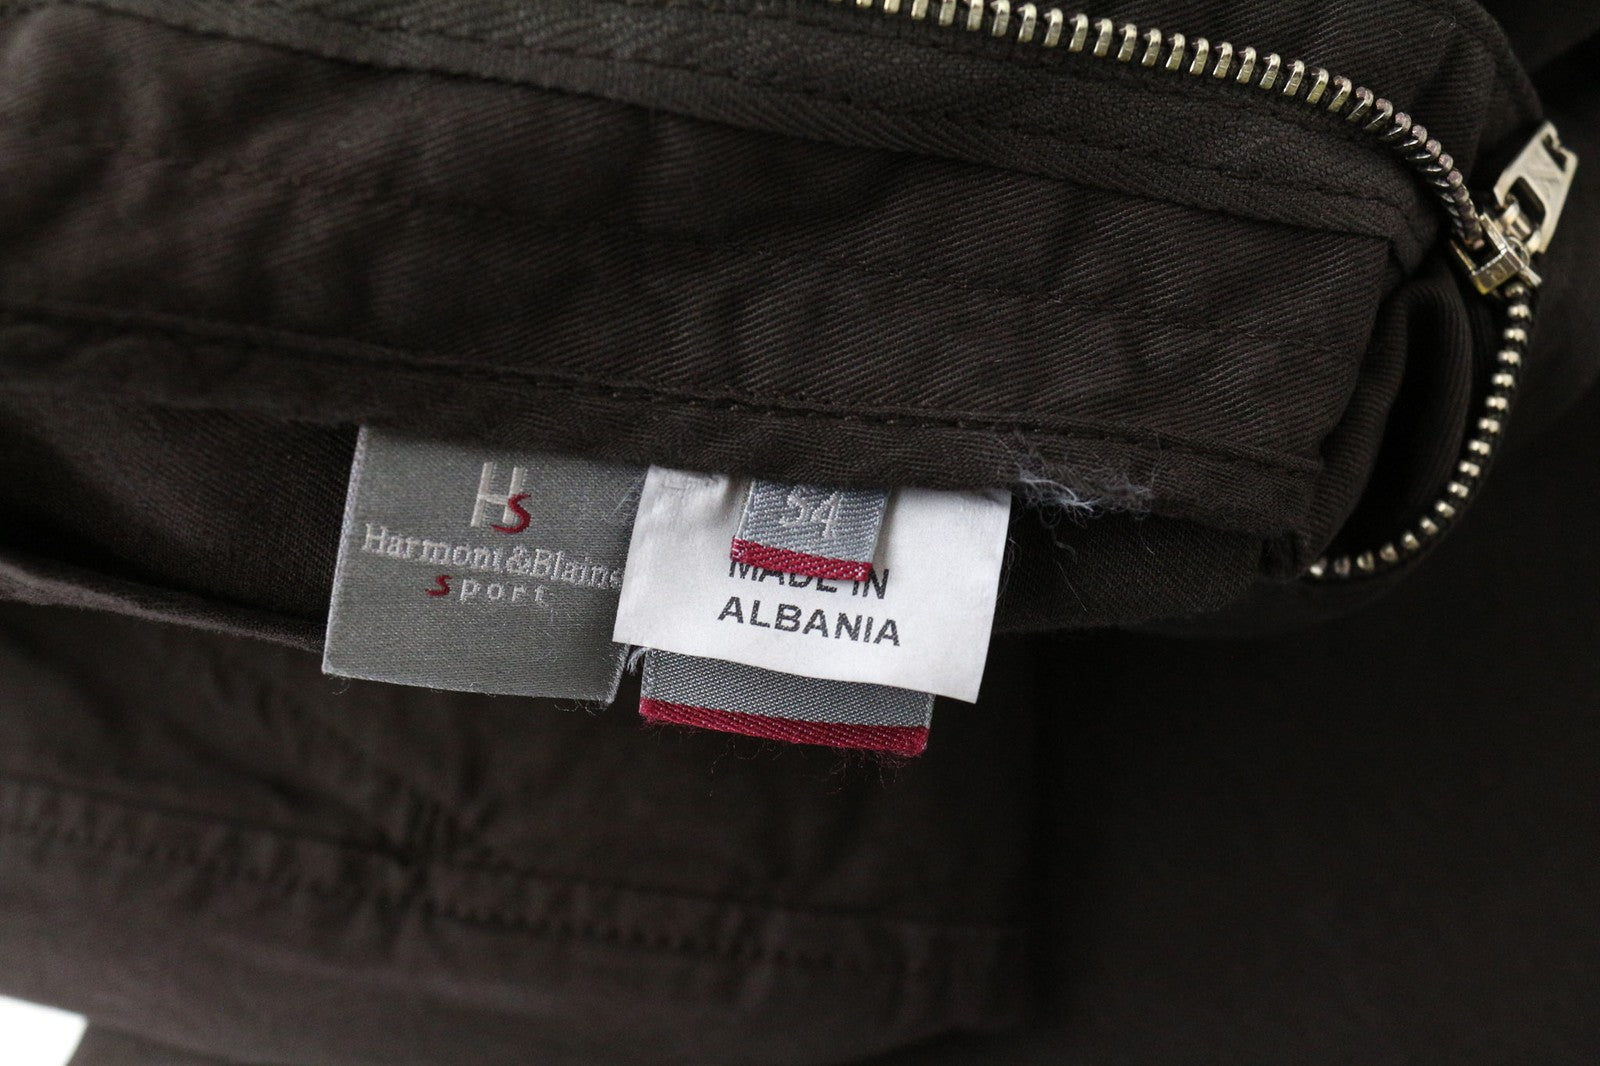 HS
Harmont&Blaine
sport
54
MADE IN
ALBANIA